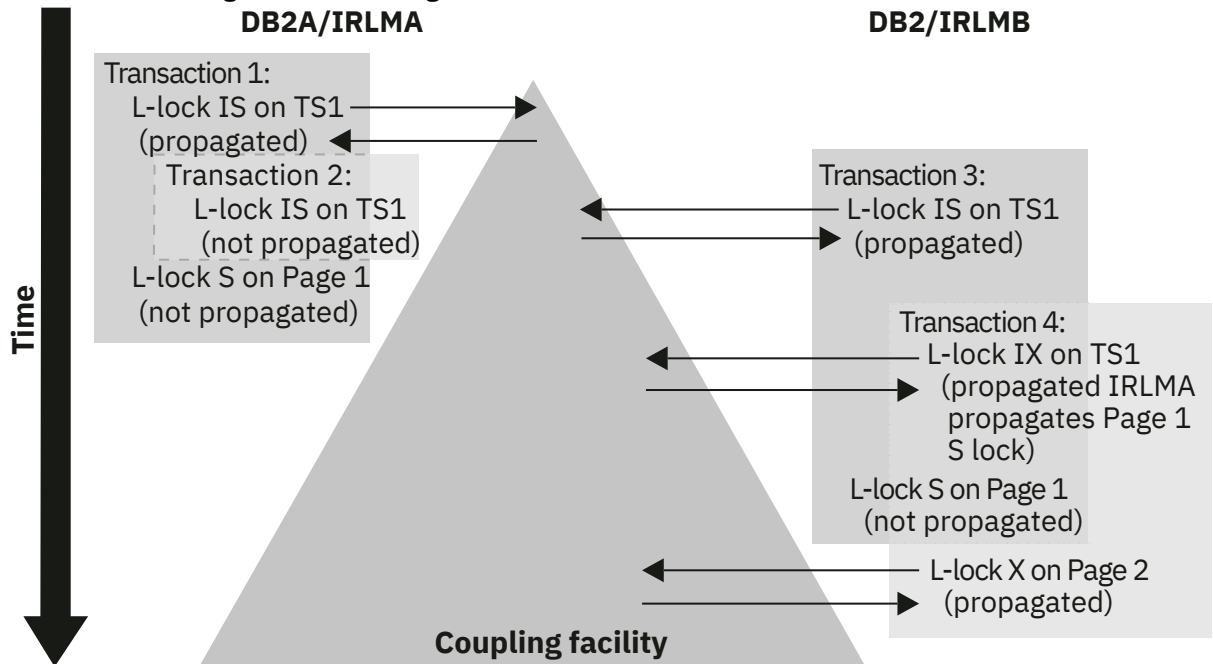 DB2A/IRLMA
DB2/IRLMB
Transaction 1:
L-lock IS on TS1
(propagated)
Transaction 2:
L-lock IS on TS1
(not propagated)
L-lock S on Page 1
(not propagated)
Transaction 3:
L-lock IS on TS1
(propagated)
Transaction 4:
L-lock IX on TS1
(propagated IRLMA
propagates Page 1
S lock)
L-lock S on Page 1
(not propagated)
L-lock X on Page 2
(propagated)
Time
Coupling facility